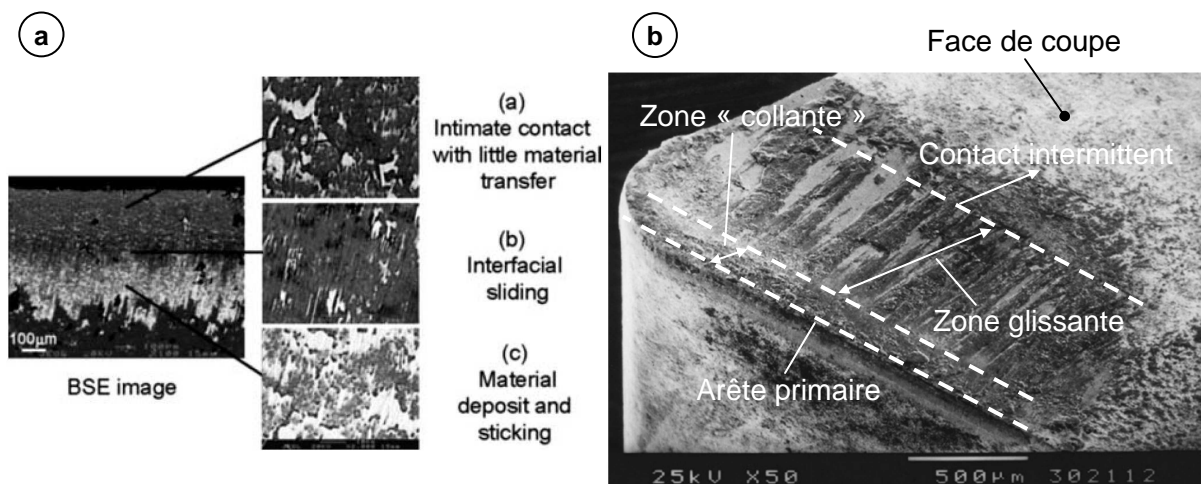 a
(a)
Intimate contact
with little material
transfer
(b)
Interfacial
sliding
(c)
Material
deposit and
sticking
100µm
BSE image
b
Face de coupe
Zone « collante »
Contact intermittent
Zone glissante
Arête primaire
25kV X50 500µm 302112